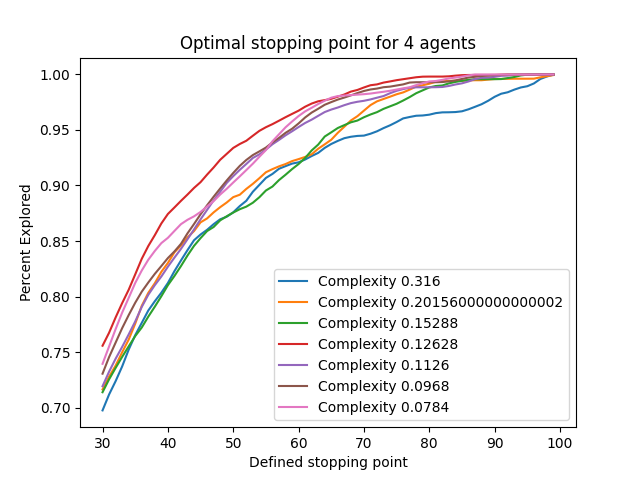 Optimal stopping point for 4 agents
Percent Explored
1.00
0.95
0.90
0.85
0.80
0.75
0.70
Complexity 0.316
Complexity 0.20156000000000002
Complexity 0.15288
Complexity 0.12628
Complexity 0.1126
Complexity 0.0968
Complexity 0.0784
30 40 50 60 70 80 90 100
Defined stopping point